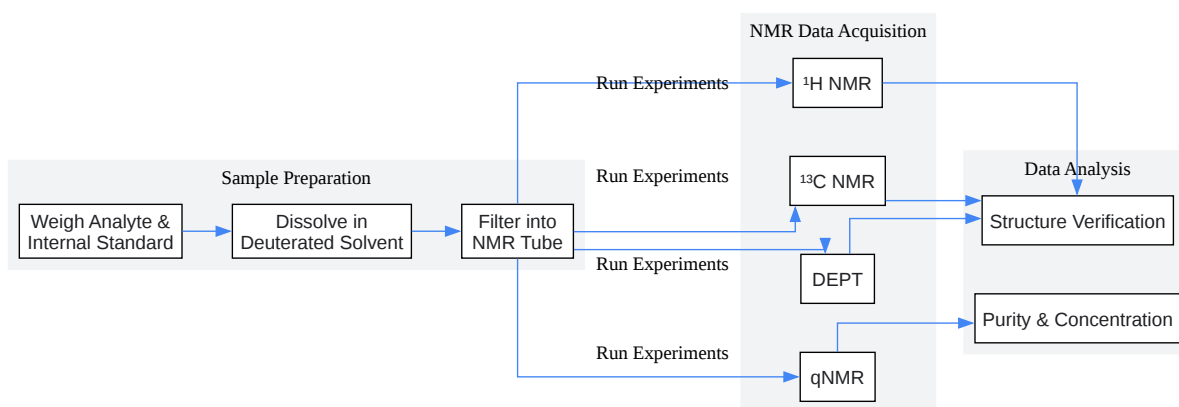 NMR Data Acquisition
Run Experiments
¹H NMR
Sample Preparation
Run Experiments
¹³C NMR
Data Analysis
Weigh Analyte &
Internal Standard
Dissolve in
Deuterated Solvent
Filter into
NMR Tube
Structure Verification
Run Experiments
DEPT
Purity & Concentration
Run Experiments
qNMR